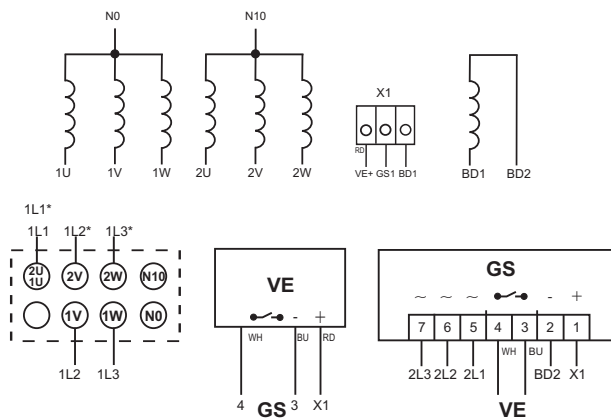 N0 N10
X1
RD
1U 1V 1W 2U 2V 2W VE+ GS1 BD1 BD1 BD2
1L1*
1L1 1L2* 1L3*
2U 1U 2V 2W N10
1V 1W N0
1L2 1L3
VE
- +
WH BU RD
4 GS 3 X1
GS
~ ~ ~ - +
7 6 5 4 3 2 1
WH BU
2L3 2L2 2L1 BD2 X1
VE